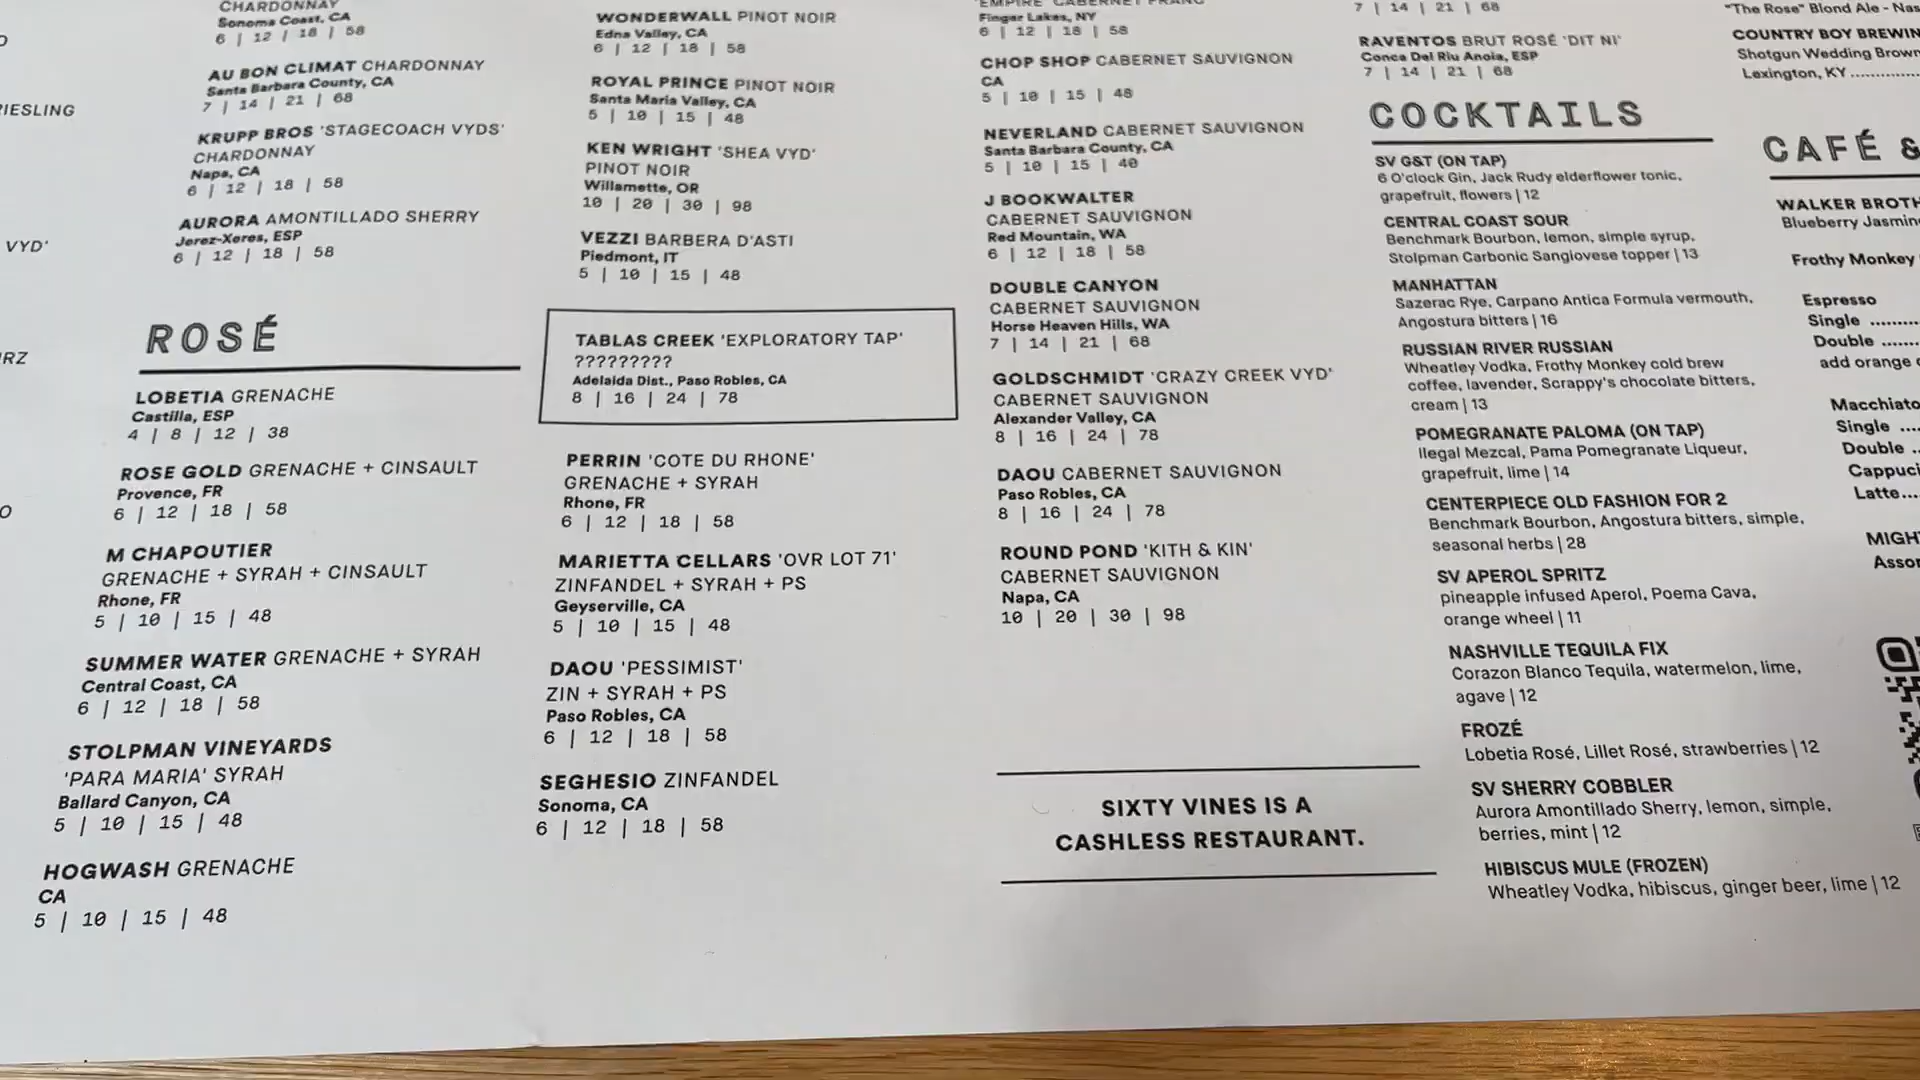 RIESLING
VYD'
CHARDONNAY
Sonoma Coast, CA
6 | 12 | 18 | 58
AU BON CLIMAT CHARDONNAY
Santa Barbara County, CA
7 | 14 | 21 | 68
KRUPP BROS 'STAGECOACH VYDS'
CHARDONNAY
Napa, CA
6 | 12 | 18 | 58
AURORA AMONTILLADO SHERRY
Jerez-Xeres, ESP
6 | 12 | 18 | 58
ROSÉ
LOBETIA GRENACHE
Castilla, ESP
4 | 8 | 12 | 38
ROSE GOLD GRENACHE + CINSAULT
Provence, FR
6 | 12 | 18 | 58
M CHAPOUTIER
GRENACHE + SYRAH + CINSAULT
Rhone, FR
5 | 10 | 15 | 48
SUMMER WATER GRENACHE + SYRAH
Central Coast, CA
6 | 12 | 18 | 58
STOLPMAN VINEYARDS
'PARA MARIA' SYRAH
Ballard Canyon, CA
5 | 10 | 15 | 48
HOGWASH GRENACHE
CA
5 | 10 | 15 | 48
WONDERWALL PINOT NOIR
Edna Valley, CA
6 | 12 | 18 | 58
ROYAL PRINCE PINOT NOIR
Santa Maria Valley, CA
5 | 10 | 15 | 48
KEN WRIGHT 'SHEA VYD'
PINOT NOIR
Willamette, OR
10 | 20 | 30 | 98
VEZZI BARBERA D'ASTI
Piedmont, IT
5 | 10 | 15 | 48
TABLAS CREEK 'EXPLORATORY TAP'
?????????
Adelaida Dist., Paso Robles, CA
8 | 16 | 24 | 78
PERRIN 'COTE DU RHONE'
GRENACHE + SYRAH
Rhone, FR
6 | 12 | 18 | 58
MARIETTA CELLARS 'OVR LOT 71'
ZINFANDEL + SYRAH + PS
Geyserville, CA
5 | 10 | 15 | 48
DAOU 'PESSIMIST'
ZIN + SYRAH + PS
Paso Robles, CA
6 | 12 | 18 | 58
SEGHESIO ZINFANDEL
Sonoma, CA
6 | 12 | 18 | 58
'EMPIRE' CABERNET FRANC
Finger Lakes, NY
6 | 12 | 18 | 58
CHOP SHOP CABERNET SAUVIGNON
CA
5 | 10 | 15 | 48
NEVERLAND CABERNET SAUVIGNON
Santa Barbara County, CA
5 | 10 | 15 | 40
J BOOKWALTER
CABERNET SAUVIGNON
Red Mountain, WA
6 | 12 | 18 | 58
DOUBLE CANYON
CABERNET SAUVIGNON
Horse Heaven Hills, WA
7 | 14 | 21 | 68
GOLDSCHMIDT 'CRAZY CREEK VYD'
CABERNET SAUVIGNON
Alexander Valley, CA
8 | 16 | 24 | 78
DAOU CABERNET SAUVIGNON
Paso Robles, CA
8 | 16 | 24 | 78
ROUND POND 'KITH & KIN'
CABERNET SAUVIGNON
Napa, CA
10 | 20 | 30 | 98
SIXTY VINES IS A
CASHLESS RESTAURANT.
7 | 14 | 21 | 68
RAVENTOS BRUT ROSÉ 'DIT NI'
Conca Del Riu Anoia, ESP
7 | 14 | 21 | 68
COCKTAILS
SV G&T (ON TAP)
6 O'clock Gin, Jack Rudy elderflower tonic,
grapefruit, flowers | 12
CENTRAL COAST SOUR
Benchmark Bourbon, lemon, simple syrup,
Stolpman Carbonic Sangiovese topper | 13
MANHATTAN
Sazerac Rye, Carpano Antica Formula vermouth,
Angostura bitters | 16
RUSSIAN RIVER RUSSIAN
Wheatley Vodka, Frothy Monkey cold brew
coffee, lavender, Scrappy's chocolate bitters,
cream | 13
POMEGRANATE PALOMA (ON TAP)
Ilegal Mezcal, Pama Pomegranate Liqueur,
grapefruit, lime | 14
CENTERPIECE OLD FASHION FOR 2
Benchmark Bourbon, Angostura bitters, simple,
seasonal herbs | 28
SV APEROL SPRITZ
pineapple infused Aperol, Poema Cava,
orange wheel | 11
NASHVILLE TEQUILA FIX
Corazon Blanco Tequila, watermelon, lime,
agave | 12
FROZÉ
Lobetia Rosé, Lillet Rosé, strawberries | 12
SV SHERRY COBBLER
Aurora Amontillado Sherry, lemon, simple,
berries, mint | 12
HIBISCUS MULE (FROZEN)
Wheatley Vodka, hibiscus, ginger beer, lime | 12
"The Rose" Blond Ale - Nas
COUNTRY BOY BREWIN
Shotgun Wedding Brown
Lexington, KY ..............
CAFÉ &
WALKER BROTH
Blueberry Jasmin
Frothy Monkey
Espresso
Single .........
Double .......
add orange
Macchiato
Single ....
Double ..
Cappuci
Latte....
MIGH
Assor